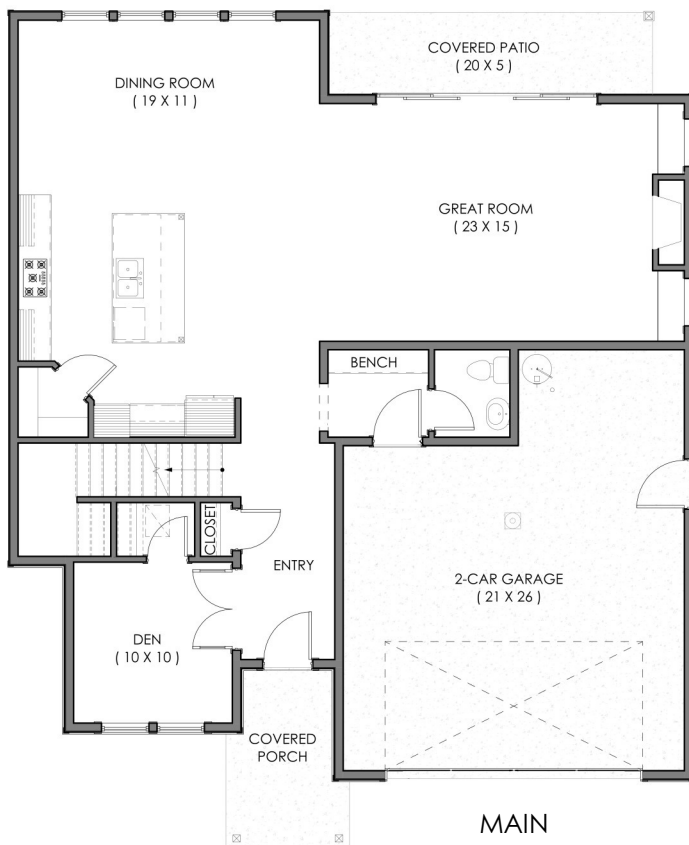 COVERED PATIO
( 20 X 5 )
DINING ROOM
( 19 X 11 )
GREAT ROOM
( 23 X 15 )
BENCH
CLOSET
ENTRY
2-CAR GARAGE
( 21 X 26 )
DEN
( 10 X 10 )
COVERED
PORCH
MAIN